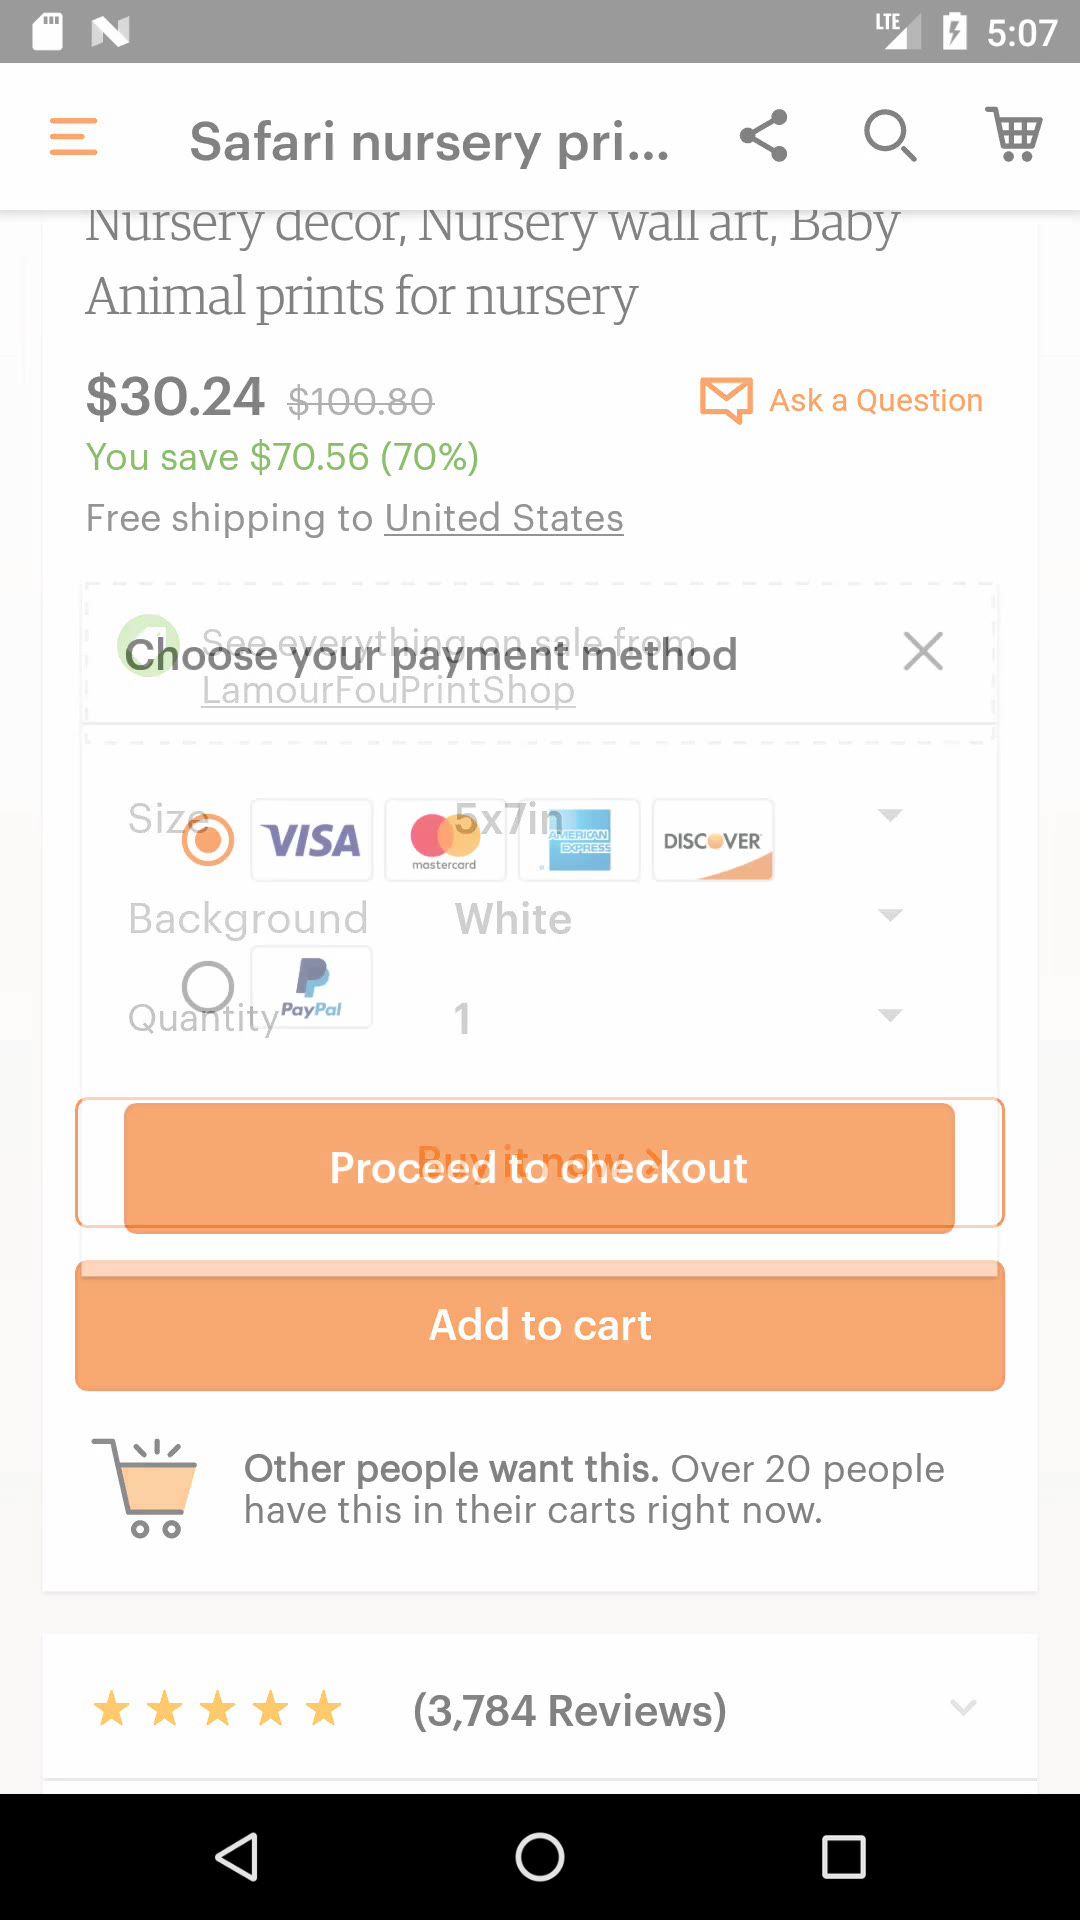 LTE 5:07
Safari nursery pri...
Nursery decor, Nursery wall art, Baby
Animal prints for nursery
$30.24 $100.80
Ask a Question
You save $70.56 (70%)
Free shipping to United States
See everything on sale from
LamourFouPrintShop
Choose your payment method
Size 5x7in
VISA
mastercard
AMERICAN
EXPRESS
DISCOVER
Background White
PayPal
Quantity 1
Buy it now >
Proceed to checkout
Add to cart
Other people want this. Over 20 people
have this in their carts right now.
(3,784 Reviews)